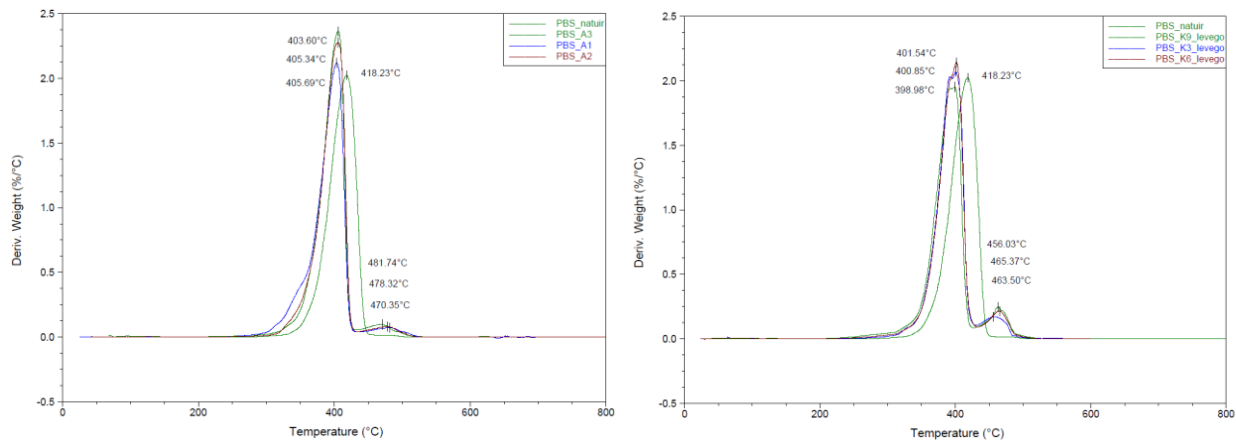 PBS_natuir
PBS_A3
PBS_A1
PBS_A2
403.60°C
405.34°C
405.69°C
418.23°C
481.74°C
478.32°C
470.35°C
2.5
2.0
1.5
1.0
0.5
0.0
-0.5
Deriv. Weight (%/°C)
0
200
400
600
800
Temperature (°C)
PBS_natuir
PBS_K9_levego
PBS_K3_levego
PBS_K6_levego
401.54°C
400.85°C
398.98°C
418.23°C
456.03°C
465.37°C
463.50°C
2.5
2.0
1.5
1.0
0.5
0.0
-0.5
Deriv. Weight (%/°C)
0
200
400
600
800
Temperature (°C)